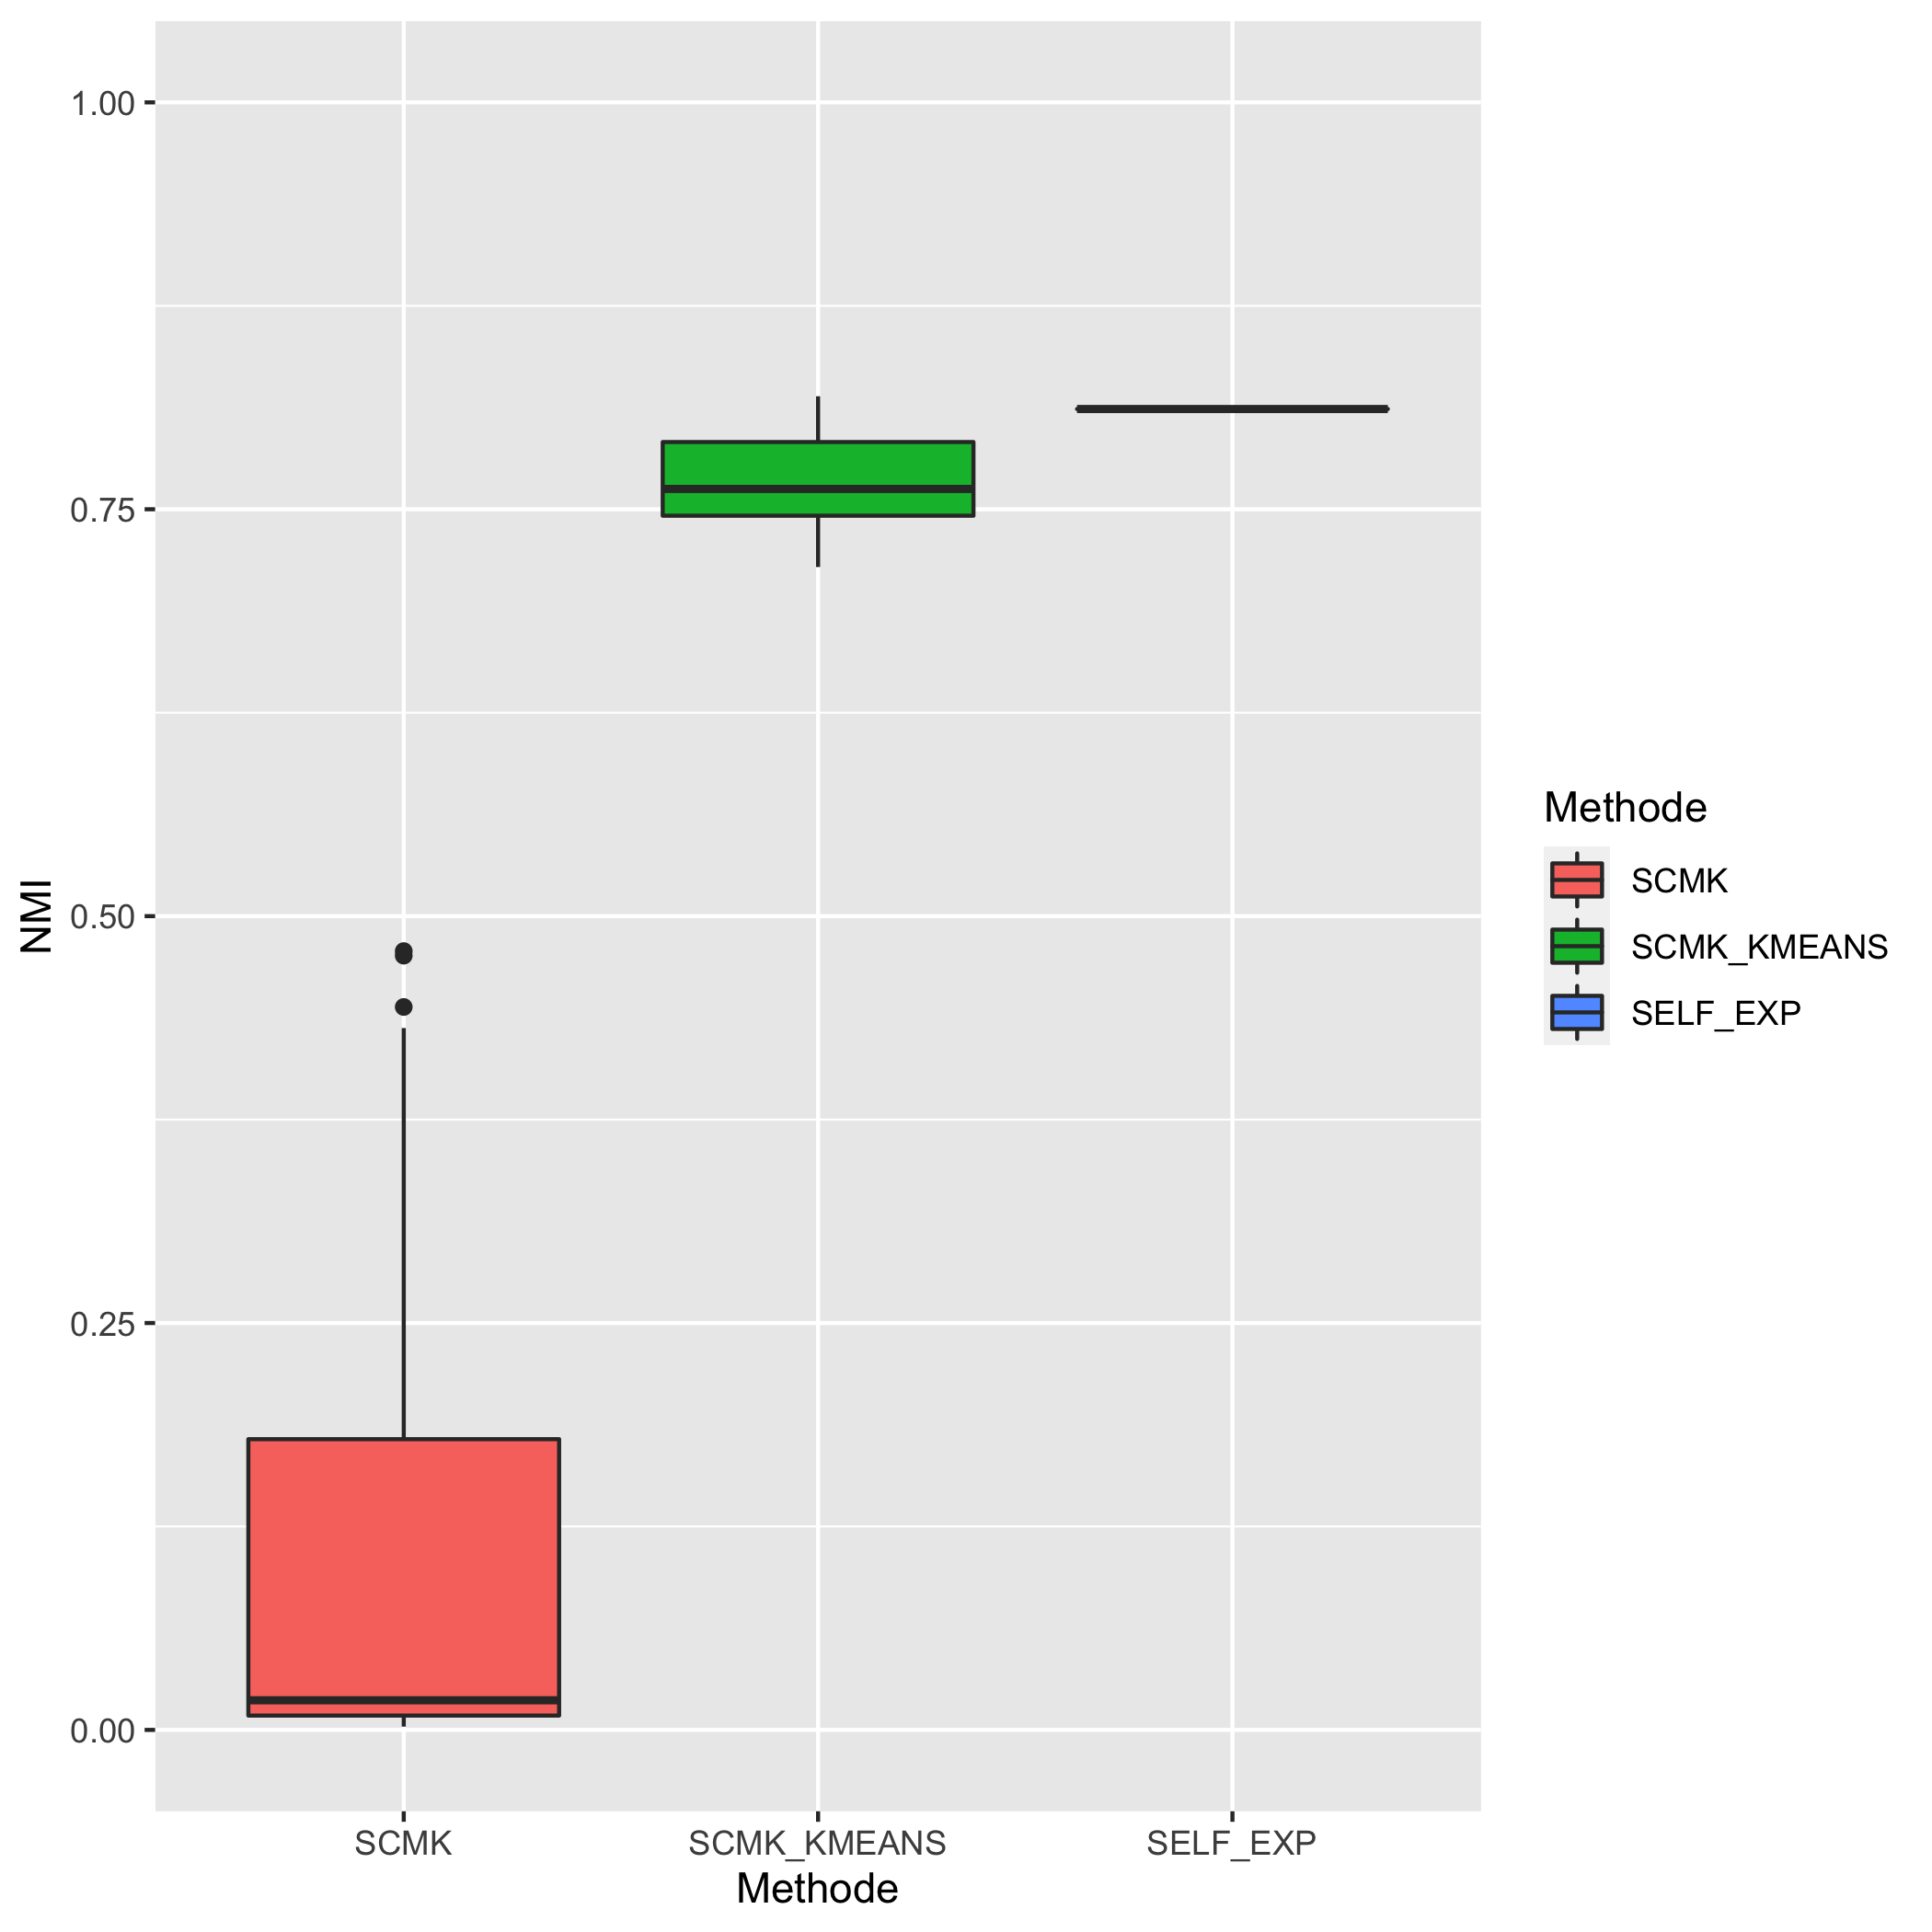 NMI
1.00
0.75
0.50
0.25
0.00
SCMK
SCMK_KMEANS
SELF_EXP
Methode
Methode
SCMK
SCMK_KMEANS
SELF_EXP